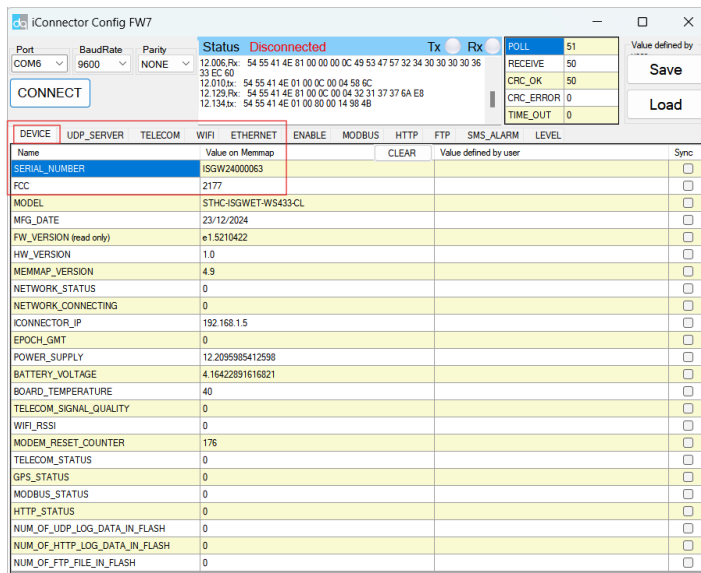 iConnector Config FW7
Port BaudRate Parity
COM6 9600 NONE
CONNECT
Status Disconnected Tx Rx
12.006,Rx: 54 55 41 4E 81 00 00 00 0C 49 53 47 57 32 34 30 30 30 30 36
33 EC 60
12.010,tx: 54 55 41 4E 01 00 0C 00 04 58 6C
12.129,Rx: 54 55 41 4E 81 00 0C 00 04 32 31 37 37 6A E8
12.134,tx: 54 55 41 4E 01 00 80 00 14 98 4B
POLL 51
RECEIVE 50
CRC_OK 50
CRC_ERROR 0
TIME_OUT 0
Value defined by
Save
Load
DEVICE UDP_SERVER TELECOM WIFI ETHERNET ENABLE MODBUS HTTP FTP SMS_ALARM LEVEL
Name Value on Memmap CLEAR Value defined by user Sync
SERIAL_NUMBER ISGW24000063
FCC 2177
MODEL STHC-ISGWET-WS433-CL
MFG_DATE 23/12/2024
FW_VERSION (read only) e1.5210422
HW_VERSION 1.0
MEMMAP_VERSION 4.9
NETWORK_STATUS 0
NETWORK_CONNECTING 0
ICONNECTOR_IP 192.168.1.5
EPOCH_GMT 0
POWER_SUPPLY 12.2095985412598
BATTERY_VOLTAGE 4.16422891616821
BOARD_TEMPERATURE 40
TELECOM_SIGNAL_QUALITY 0
WIFI_RSSI 0
MODEM_RESET_COUNTER 176
TELECOM_STATUS 0
GPS_STATUS 0
MODBUS_STATUS 0
HTTP_STATUS 0
NUM_OF_UDP_LOG_DATA_IN_FLASH 0
NUM_OF_HTTP_LOG_DATA_IN_FLASH 0
NUM_OF_FTP_FILE_IN_FLASH 0